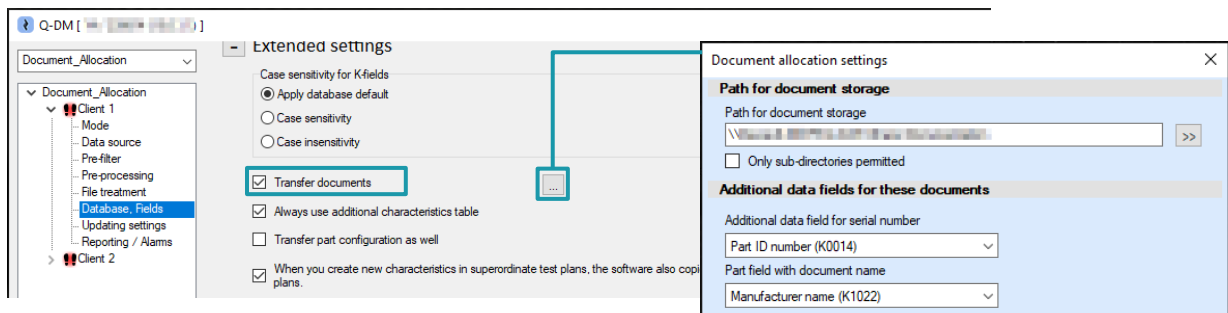 Q-DM [
]
Document_Allocation
Document_Allocation
Client 1
Mode
Data source
Pre-filter
Pre-processing
File treatment
Database, Fields
Updating settings
Reporting / Alarms
Client 2
Extended settings
Case sensitivity for K-fields
Apply database default
Case sensitivity
Case insensitivity
Transfer documents
...
Always use additional characteristics table
Transfer part configuration as well
When you create new characteristics in superordinate test plans, the software also copi
plans.
Document allocation settings
Path for document storage
Path for document storage
\\
>>
Only sub-directories permitted
Additional data fields for these documents
Additional data field for serial number
Part ID number (K0014)
Part field with document name
Manufacturer name (K1022)